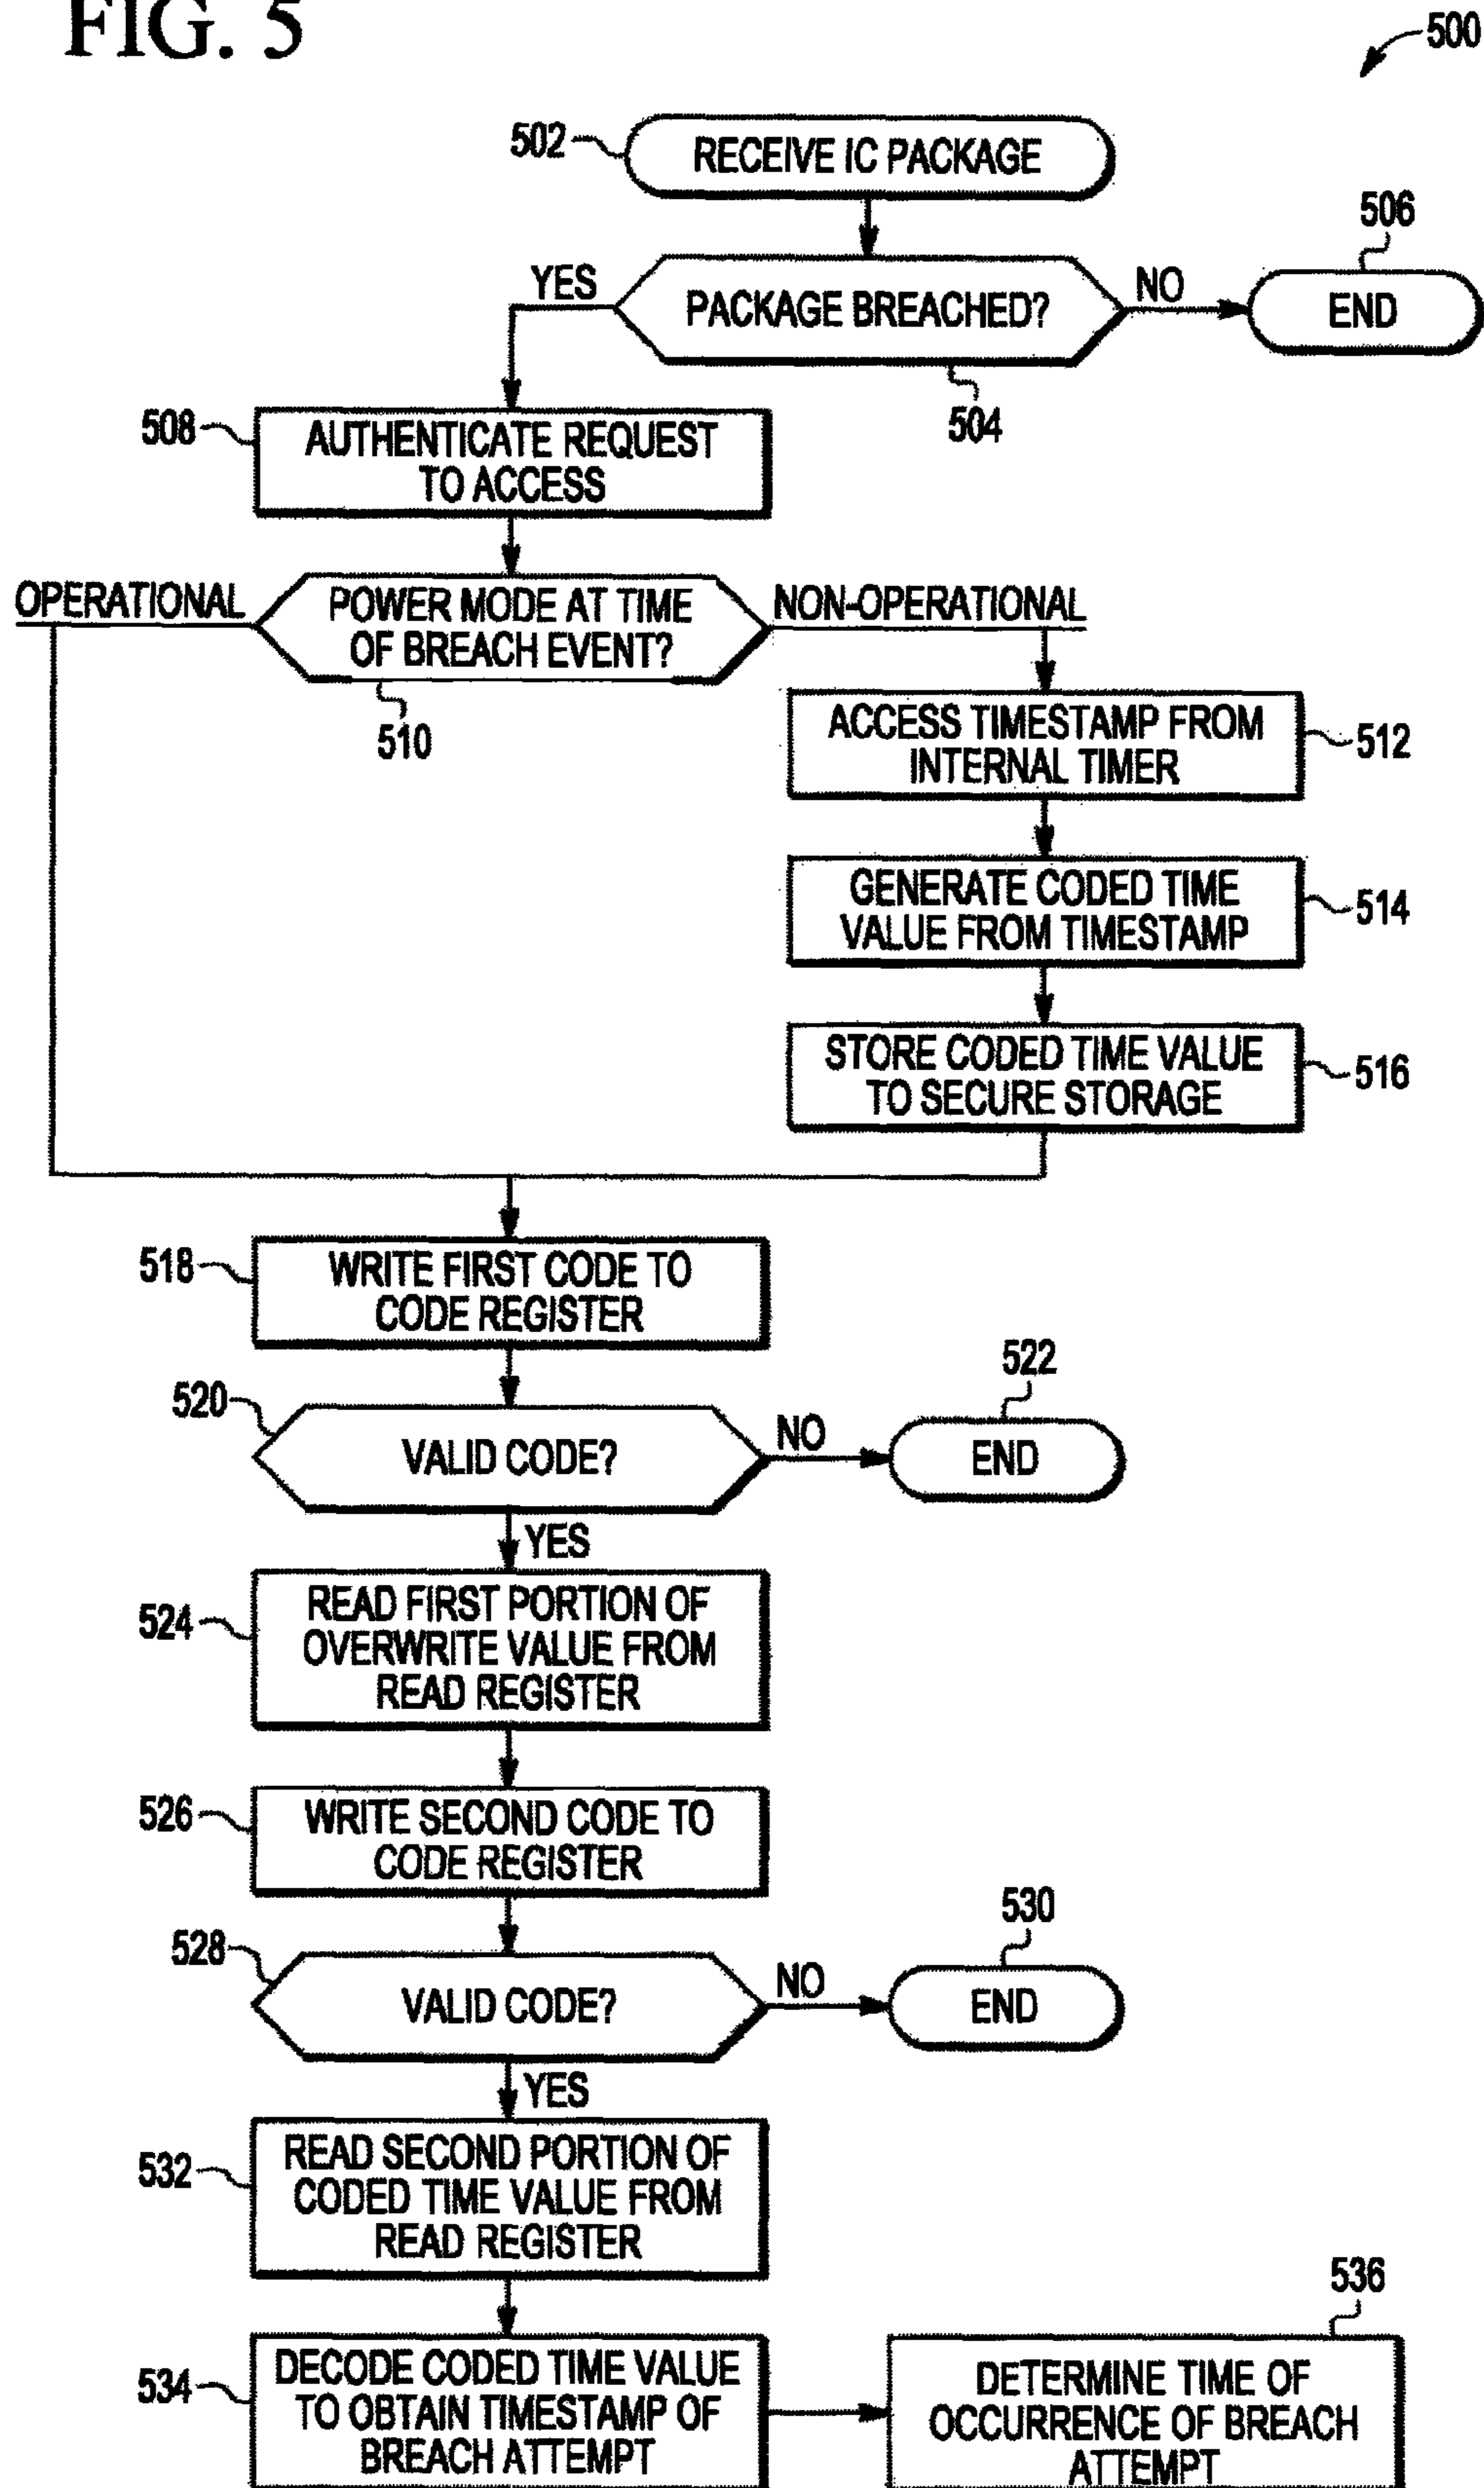 FIG. 5
500
502
RECEIVE IC PACKAGE
506
YES
PACKAGE BREACHED?
NO
END
504
508
AUTHENTICATE REQUEST
TO ACCESS
OPERATIONAL
POWER MODE AT TIME
OF BREACH EVENT?
NON-OPERATIONAL
510
ACCESS TIMESTAMP FROM
INTERNAL TIMER
512
GENERATE CODED TIME
VALUE FROM TIMESTAMP
514
STORE CODED TIME VALUE
TO SECURE STORAGE
516
518
WRITE FIRST CODE TO
CODE REGISTER
520
VALID CODE?
NO
522
END
YES
524
READ FIRST PORTION OF
OVERWRITE VALUE FROM
READ REGISTER
526
WRITE SECOND CODE TO
CODE REGISTER
528
VALID CODE?
NO
530
END
YES
532
READ SECOND PORTION OF
CODED TIME VALUE FROM
READ REGISTER
534
DECODE CODED TIME VALUE
TO OBTAIN TIMESTAMP OF
BREACH ATTEMPT
536
DETERMINE TIME OF
OCCURRENCE OF BREACH
ATTEMPT